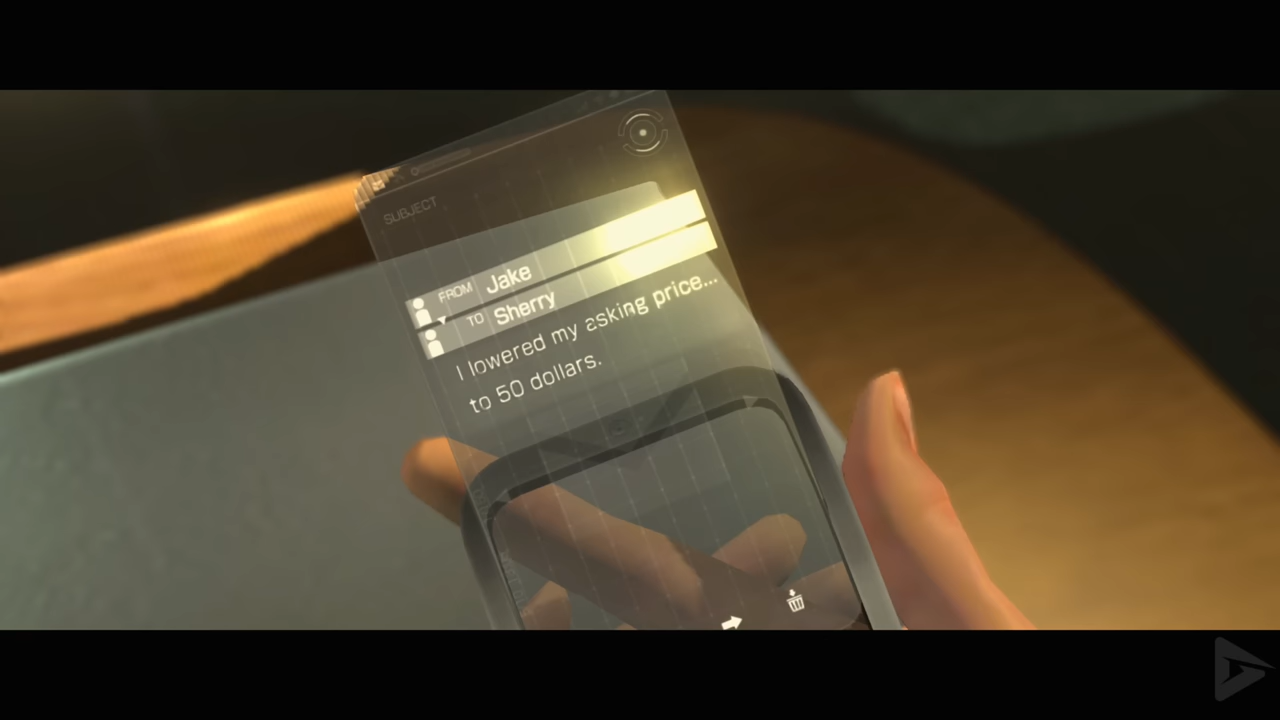 SUBJECT
FROM Jake
TO Sherry
I lowered my asking price...
to 50 dollars.